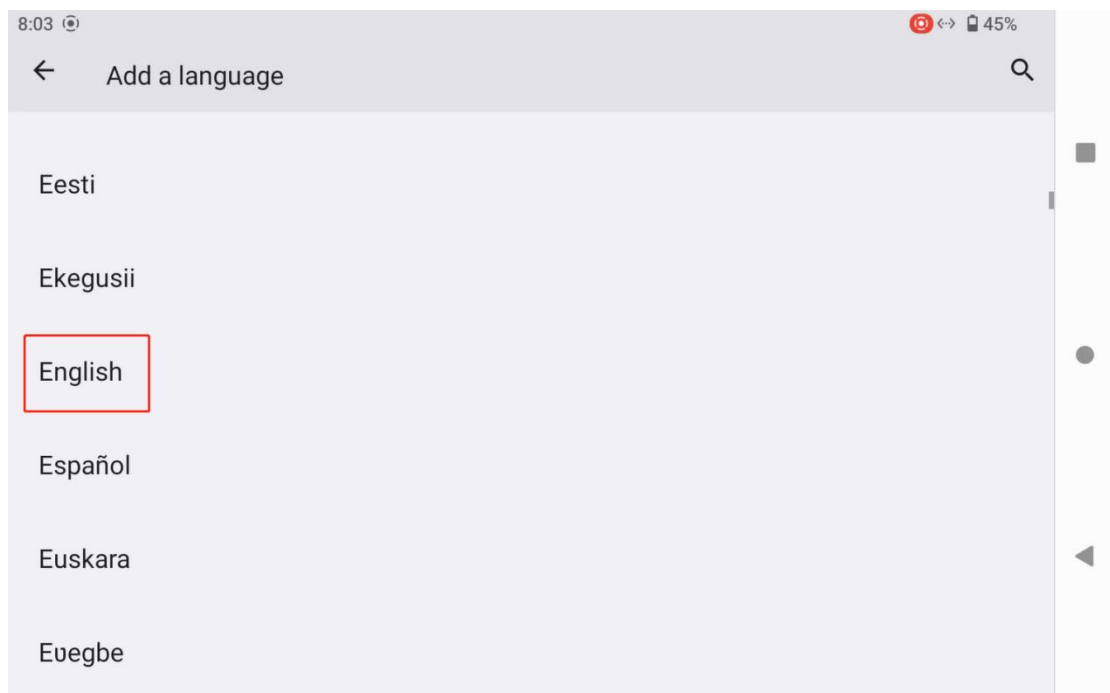 8:03 45%
Add a language
Eesti
Ekegusii
English
Español
Euskara
Eʋegbe